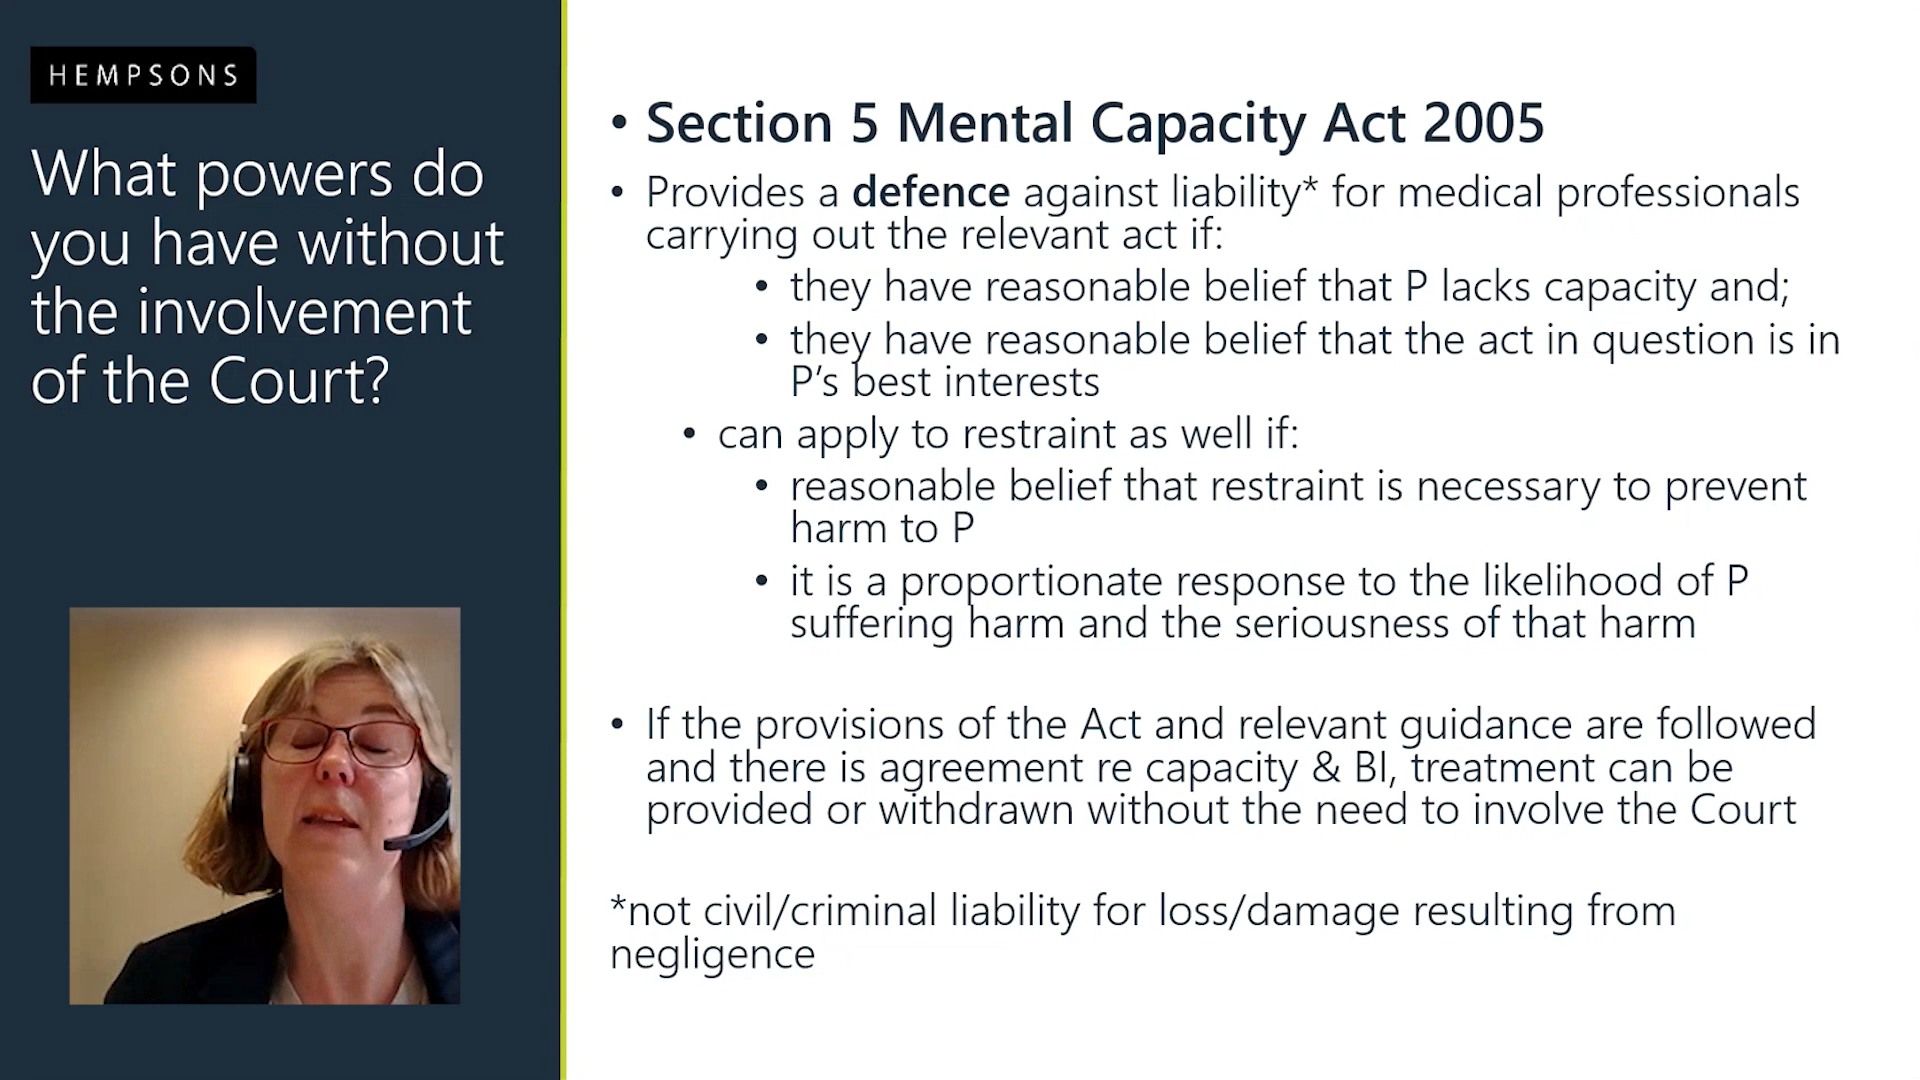 HEMPSONS
What powers do
you have without
the involvement
of the Court?
• Section 5 Mental Capacity Act 2005
• Provides a defence against liability* for medical professionals
carrying out the relevant act if:
• they have reasonable belief that P lacks capacity and;
• they have reasonable belief that the act in question is in
P’s best interests
• can apply to restraint as well if:
• reasonable belief that restraint is necessary to prevent
harm to P
• it is a proportionate response to the likelihood of P
suffering harm and the seriousness of that harm
• If the provisions of the Act and relevant guidance are followed
and there is agreement re capacity & BI, treatment can be
provided or withdrawn without the need to involve the Court
*not civil/criminal liability for loss/damage resulting from
negligence